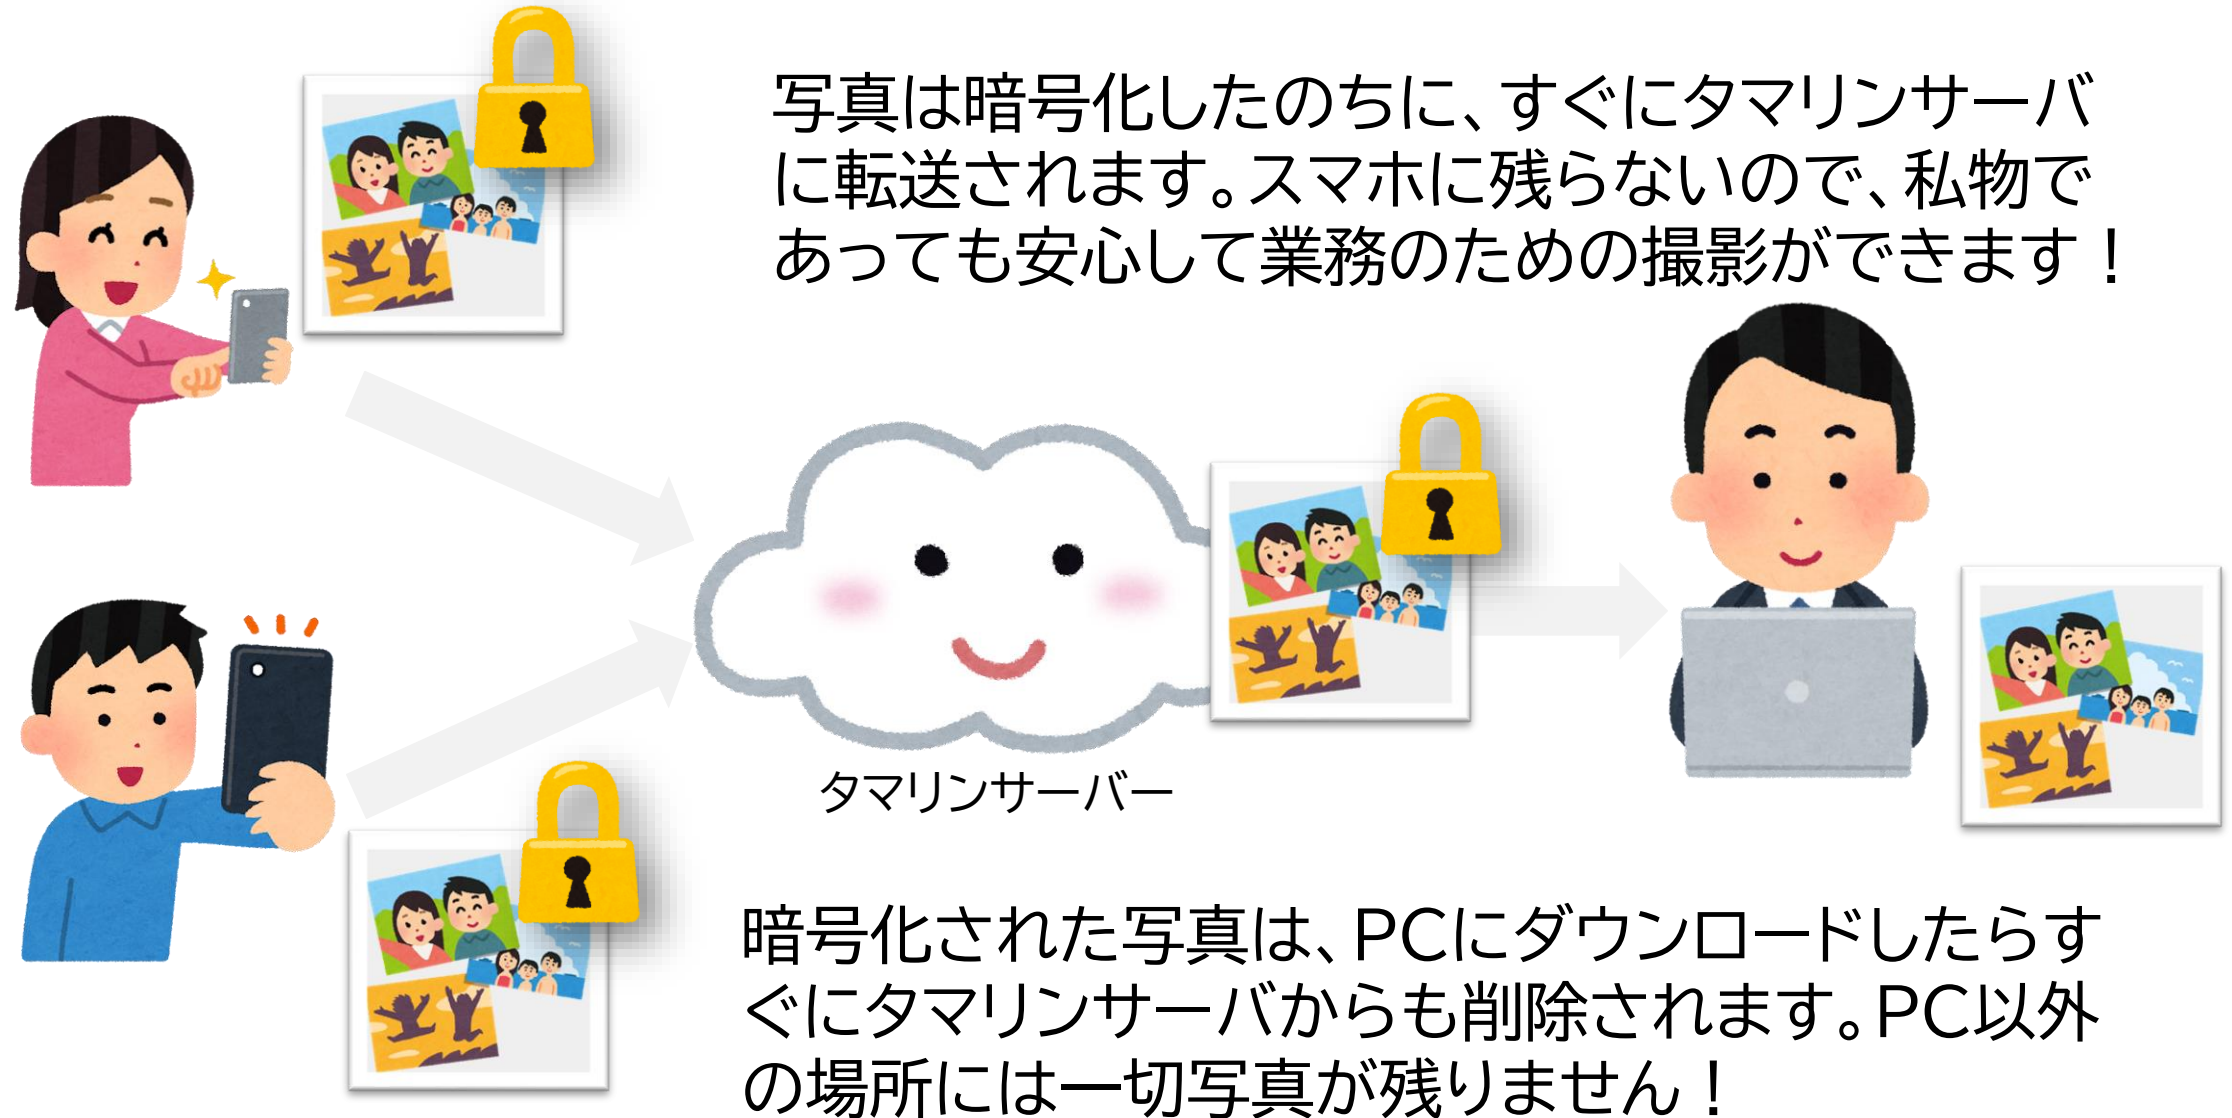 写真は暗号化したのちに、すぐにタマリンサーバ
に転送されます。スマホに残らないので、私物で
あっても安心して業務のための撮影ができます！
タマリンサーバー
暗号化された写真は、PCにダウンロードしたらす
ぐにタマリンサーバからも削除されます。PC以外
の場所には一切写真が残りません！